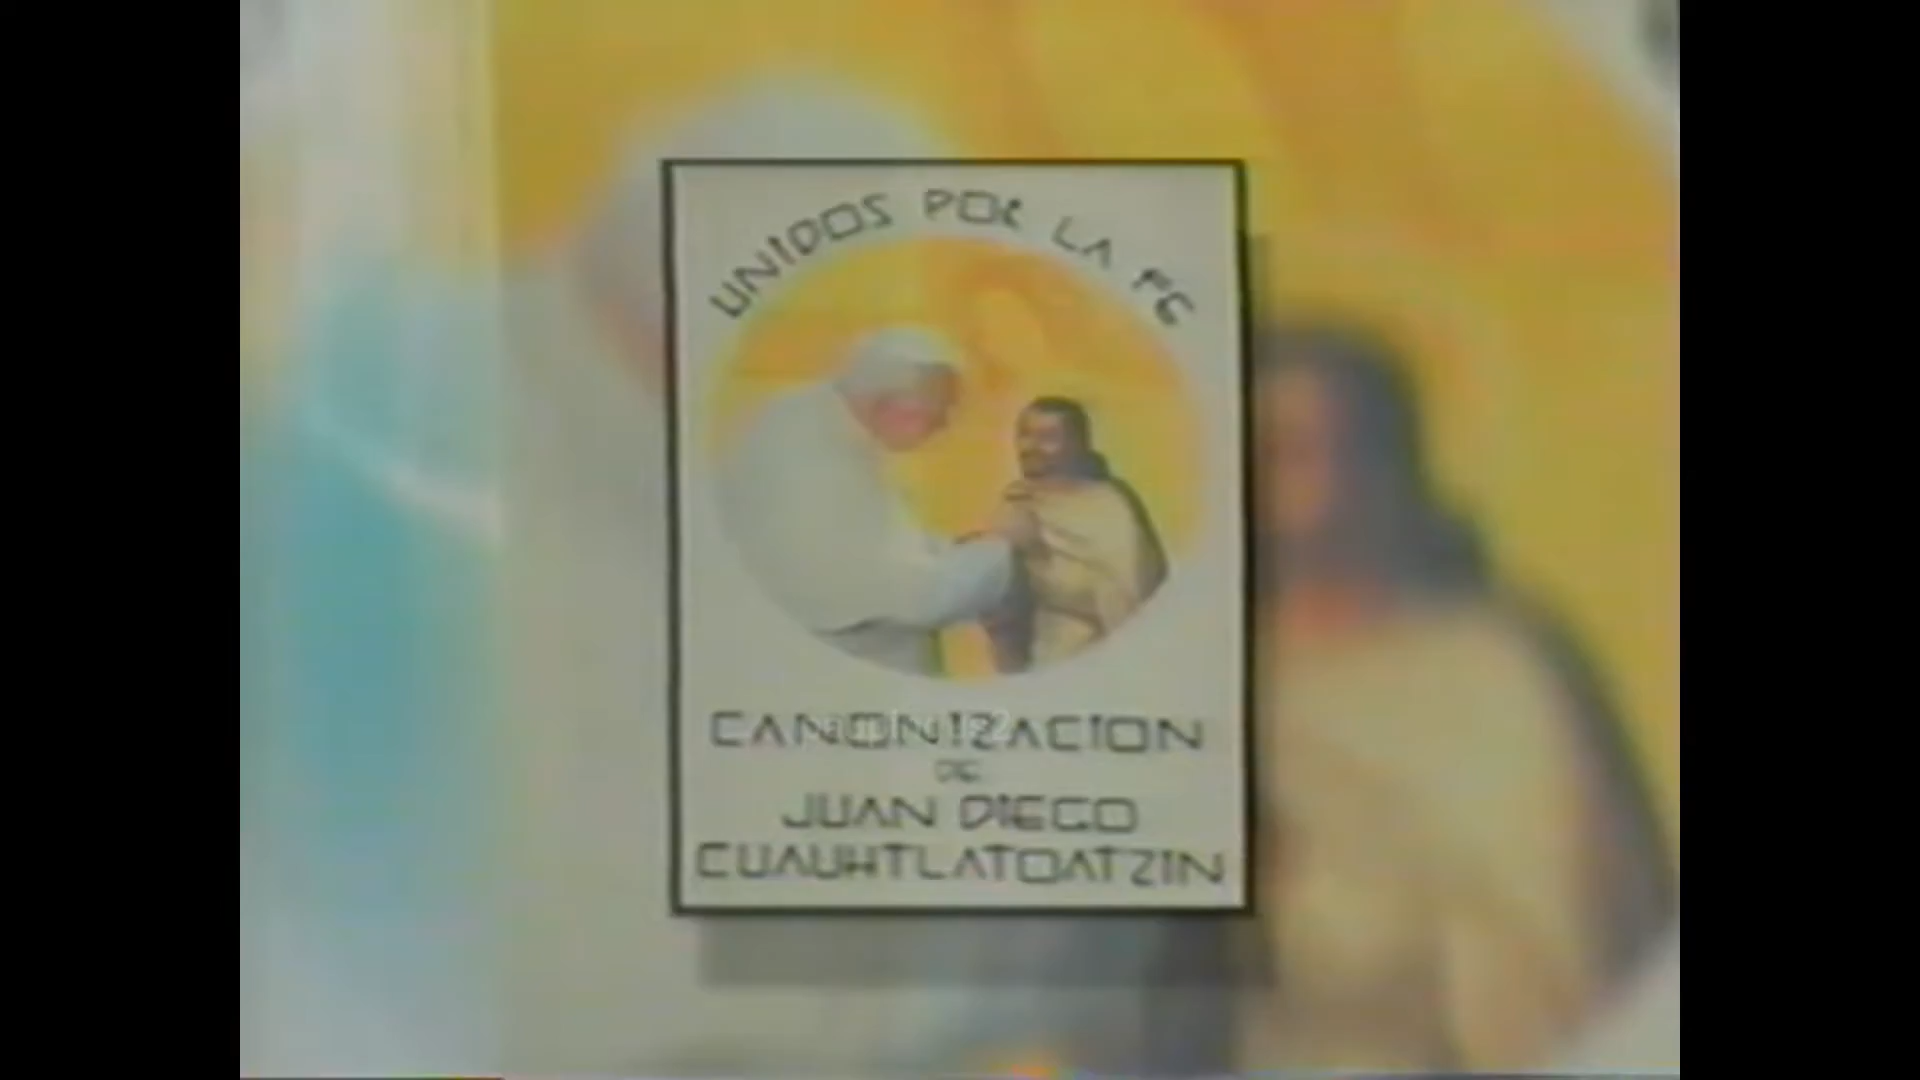 UNIDOS POR LA FE
CANONIZACION
DE
JUAN DIEGO
CUAUHTLATOATZIN